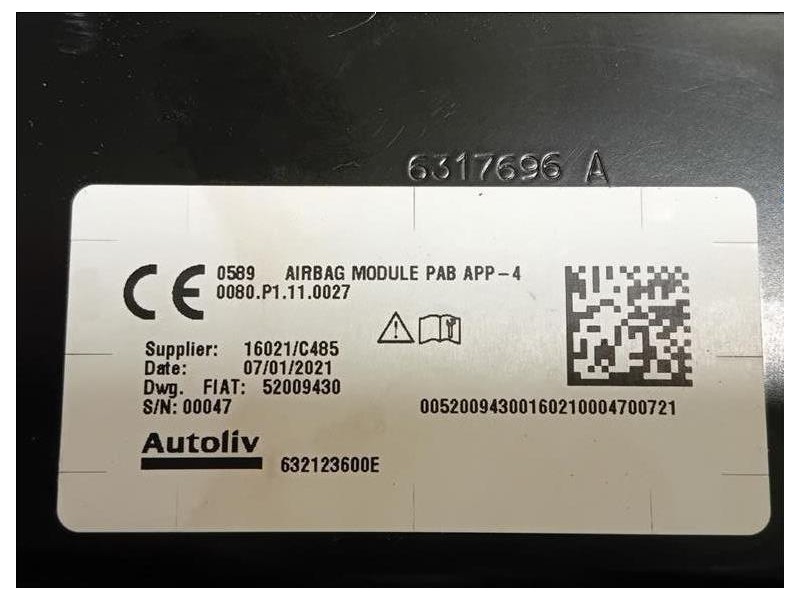 6317696 A
CE 0589 AIRBAG MODULE PAB APP-4
0080.P1.11.0027
Supplier: 16021/C485
Date: 07/01/2021
Dwg. FIAT: 52009430
S/N: 00047
00520094300160210004700721
Autoliv
632123600E